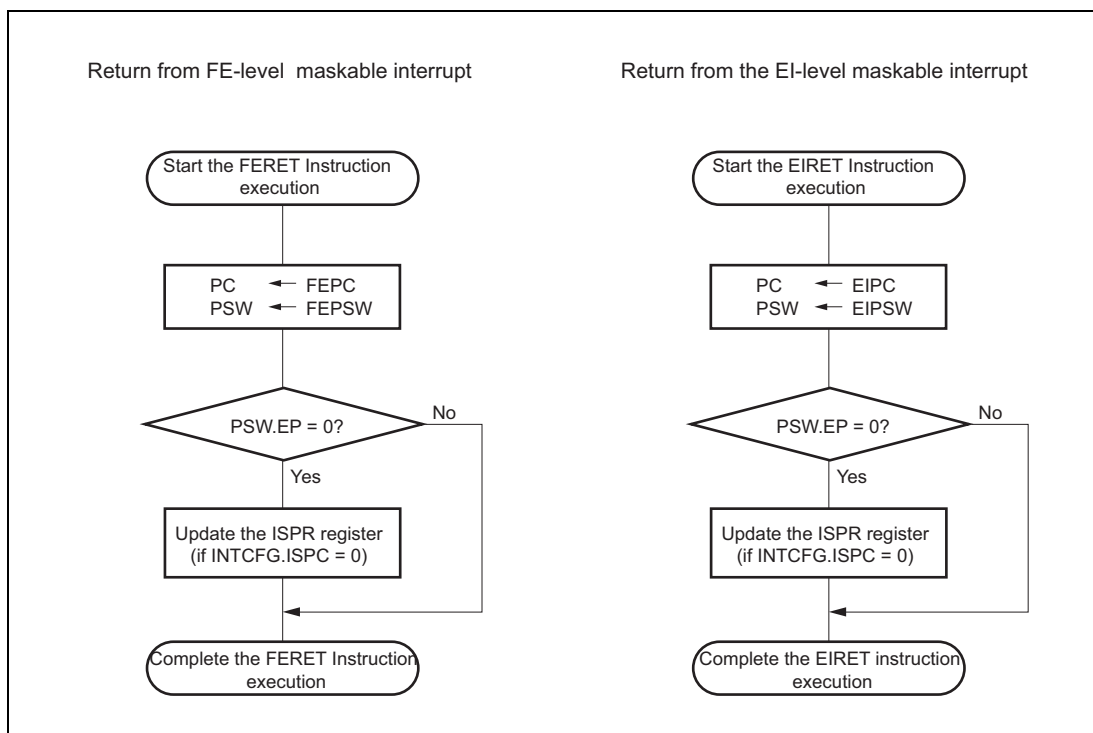 Return from FE-level maskable interrupt
Start the FERET Instruction
execution
PC ← FEPC
PSW ← FEPSW
PSW.EP = 0?
No
Yes
Update the ISPR register
(if INTCFG.ISPC = 0)
Complete the FERET Instruction
execution
Return from the EI-level maskable interrupt
Start the EIRET Instruction
execution
PC ← EIPC
PSW ← EIPSW
PSW.EP = 0?
No
Yes
Update the ISPR register
(if INTCFG.ISPC = 0)
Complete the EIRET instruction
execution